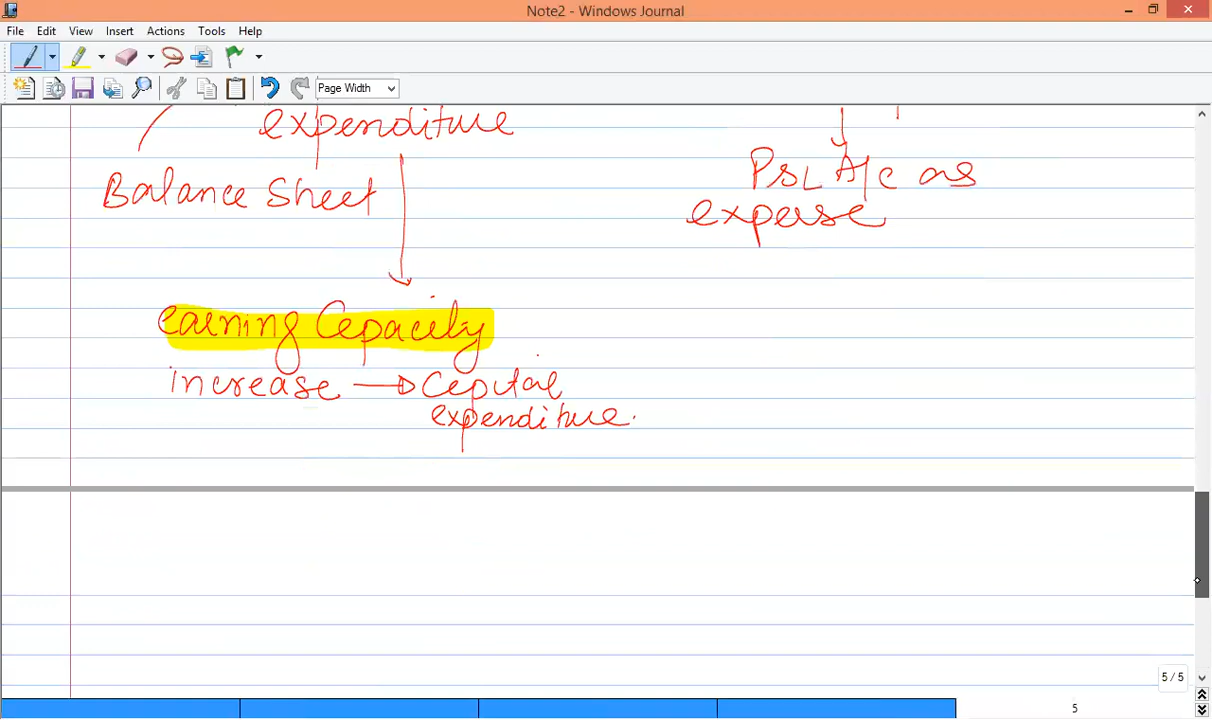 Note2 - Windows Journal
File Edit View Insert Actions Tools Help
Page Width
expenditure
Balance Sheet
P&L A/c as
expense
earning Capacity
increase → Capital
expenditure.
5 / 5
5